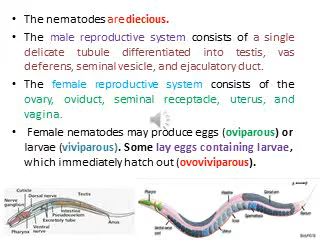 • The nematodes are diecious.
• The male reproductive system consists of a single
delicate tubule differentiated into testis, vas
deferens, seminal vesicle, and ejaculatory duct.
• The female reproductive system consists of the
ovary, oviduct, seminal receptacle, uterus, and
vagina.
• Female nematodes may produce eggs (oviparous) or
larvae (viviparous). Some lay eggs containing larvae,
which immediately hatch out (ovoviviparous).
Cuticle
Dorsal nerve
Testis
Pharynx
Nerve
ganglion
Intestine
Pseudocoelom
Excretory tube
Anus
Ventral
nerve